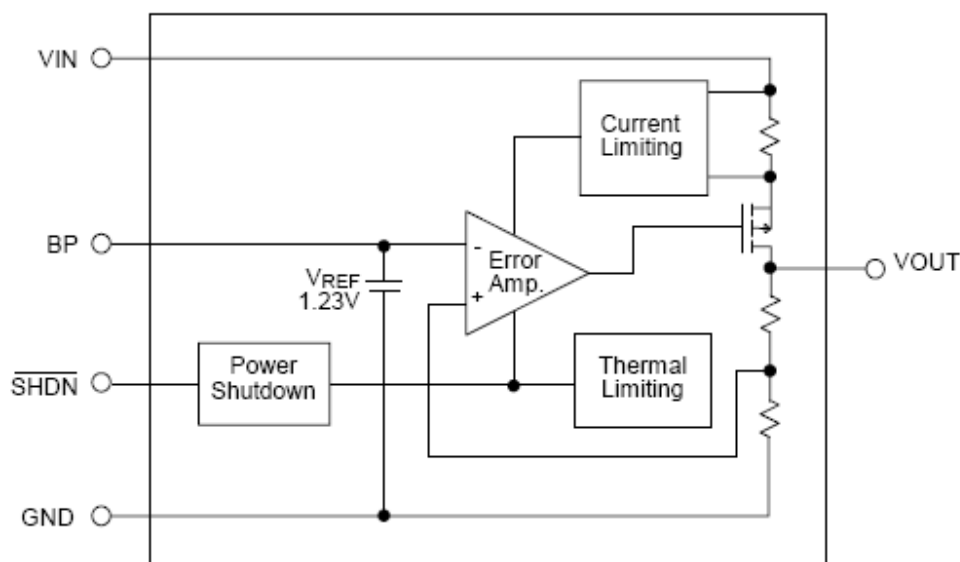 VIN
Current
Limiting
BP
-
Error
Amp.
+
VREF
1.23V
VOUT
SHDN
Power
Shutdown
Thermal
Limiting
GND